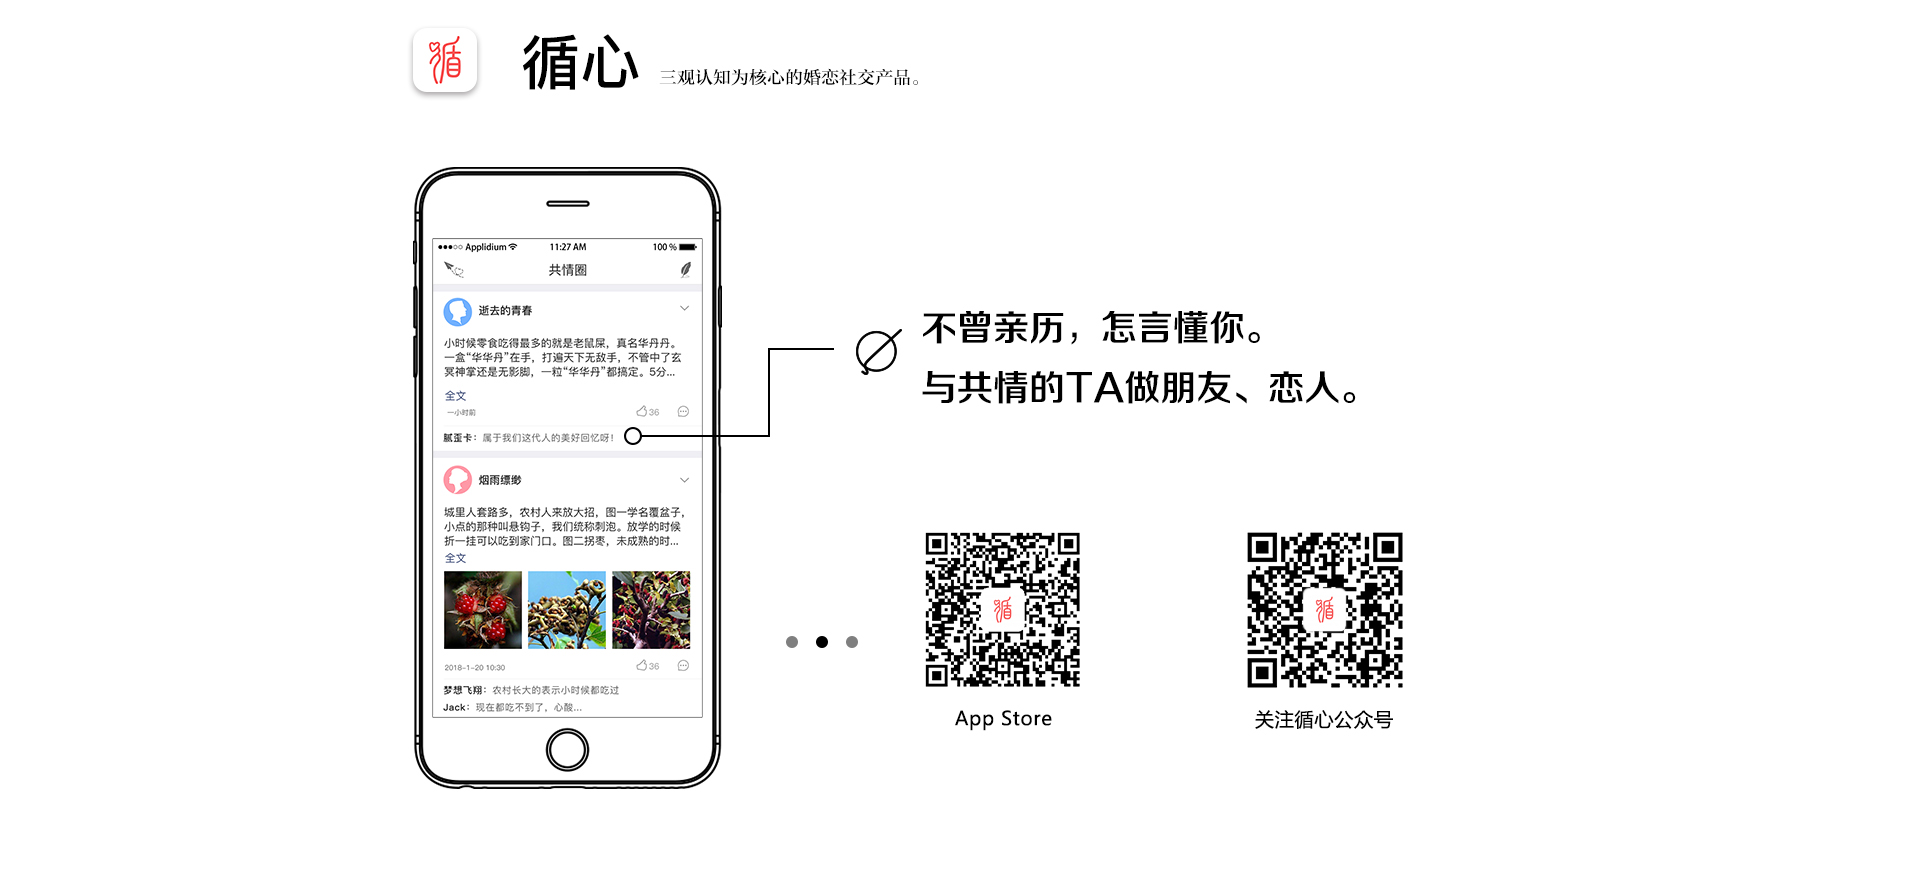 循
循心
三观认知为核心的婚恋社交产品。
Applidium 11:27 AM 100 %
共情圈
逝去的青春
小时候零食吃得最多的就是老鼠屎，真名华丹丹。
一盒“华华丹”在手，打遍天下无敌手，不管中了玄
冥神掌还是无影脚，一粒“华华丹”都搞定。5分...
全文
一小时前 36
腻歪卡：属于我们这代人的美好回忆呀！
烟雨缥缈
城里人套路多，农村人来放大招，图一学名覆盆子，
小点的那种叫悬钩子，我们统称刺泡。放学的时候
折一挂可以吃到家门口。图二拐枣，未成熟的时...
全文
2018-1-20 10:30 36
梦想飞翔：农村长大的表示小时候都吃过
Jack：现在都吃不到了，心酸...
不曾亲历，怎言懂你。
与共情的TA做朋友、恋人。
循
循
App Store
关注循心公众号